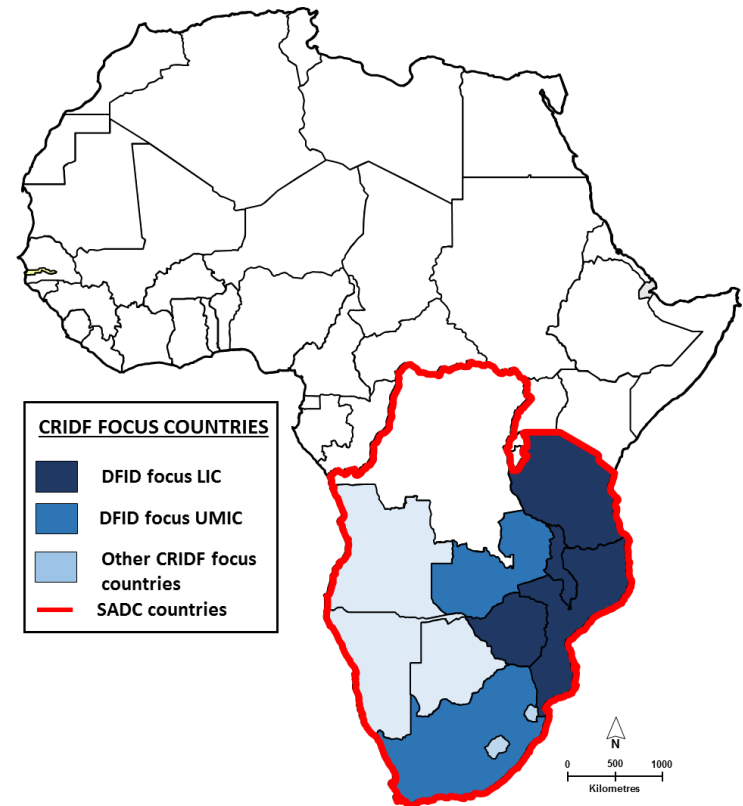 CRIDF FOCUS COUNTRIES
DFID focus LIC
DFID focus UMIC
Other CRIDF focus
countries
SADC countries
N
0 500 1000
Kilometres